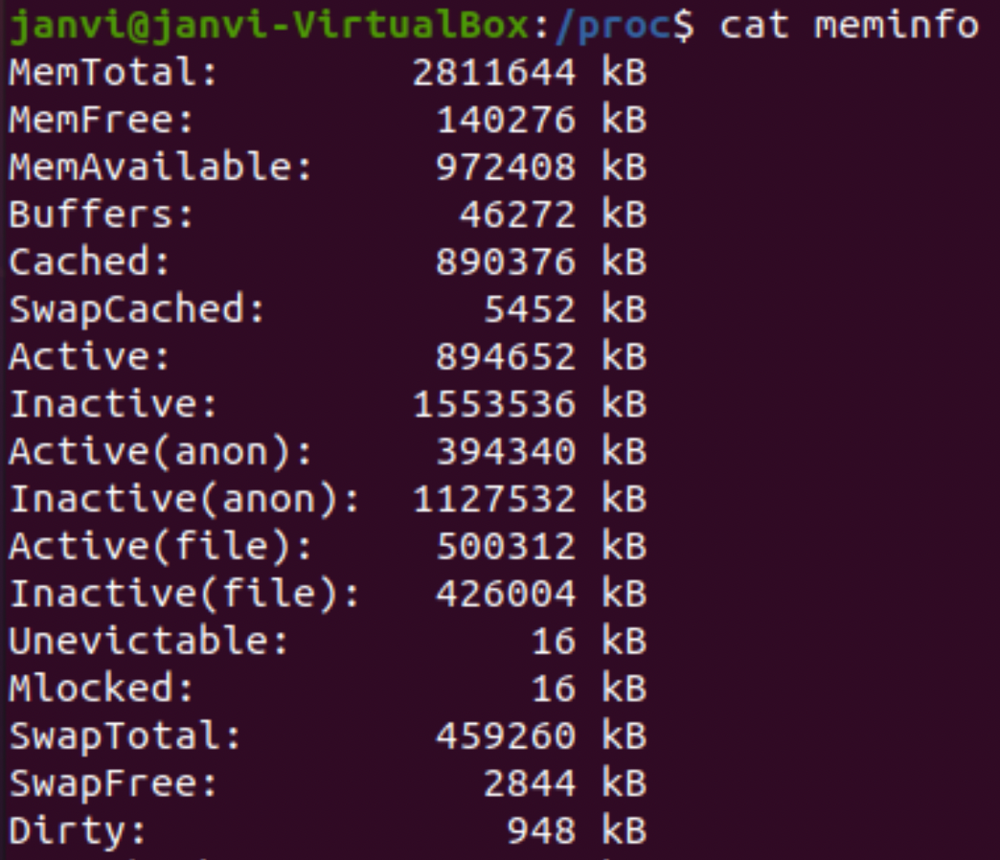 janvi@janvi-VirtualBox:/proc$ cat meminfo
MemTotal: 2811644 kB
MemFree: 140276 kB
MemAvailable: 972408 kB
Buffers: 46272 kB
Cached: 890376 kB
SwapCached: 5452 kB
Active: 894652 kB
Inactive: 1553536 kB
Active(anon): 394340 kB
Inactive(anon): 1127532 kB
Active(file): 500312 kB
Inactive(file): 426004 kB
Unevictable: 16 kB
Mlocked: 16 kB
SwapTotal: 459260 kB
SwapFree: 2844 kB
Dirty: 948 kB